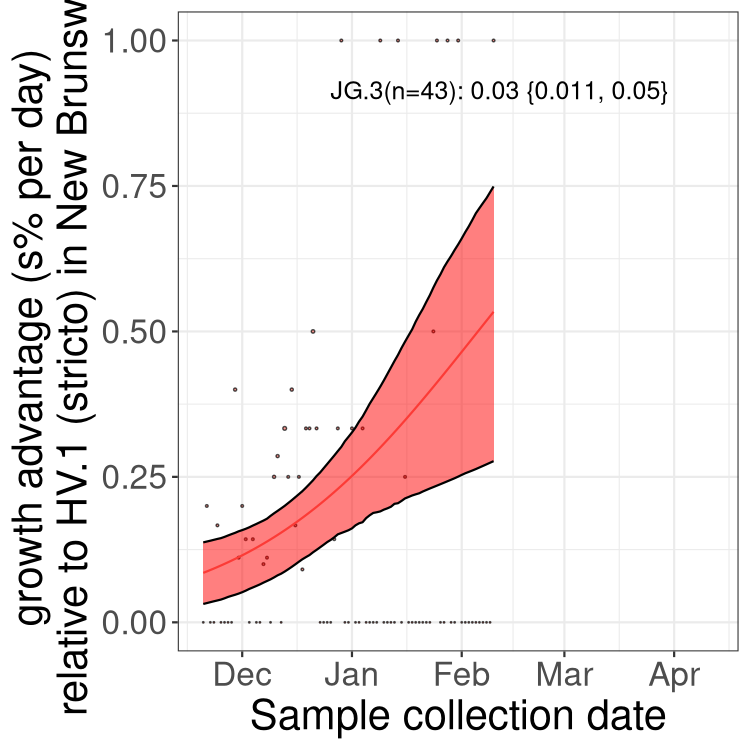 growth advantage (s% per day)
relative to HV.1 (stricto) in New Brunsw
1.00
0.75
0.50
0.25
0.00
JG.3(n=43): 0.03 {0.011, 0.05}
Dec Jan Feb Mar Apr
Sample collection date